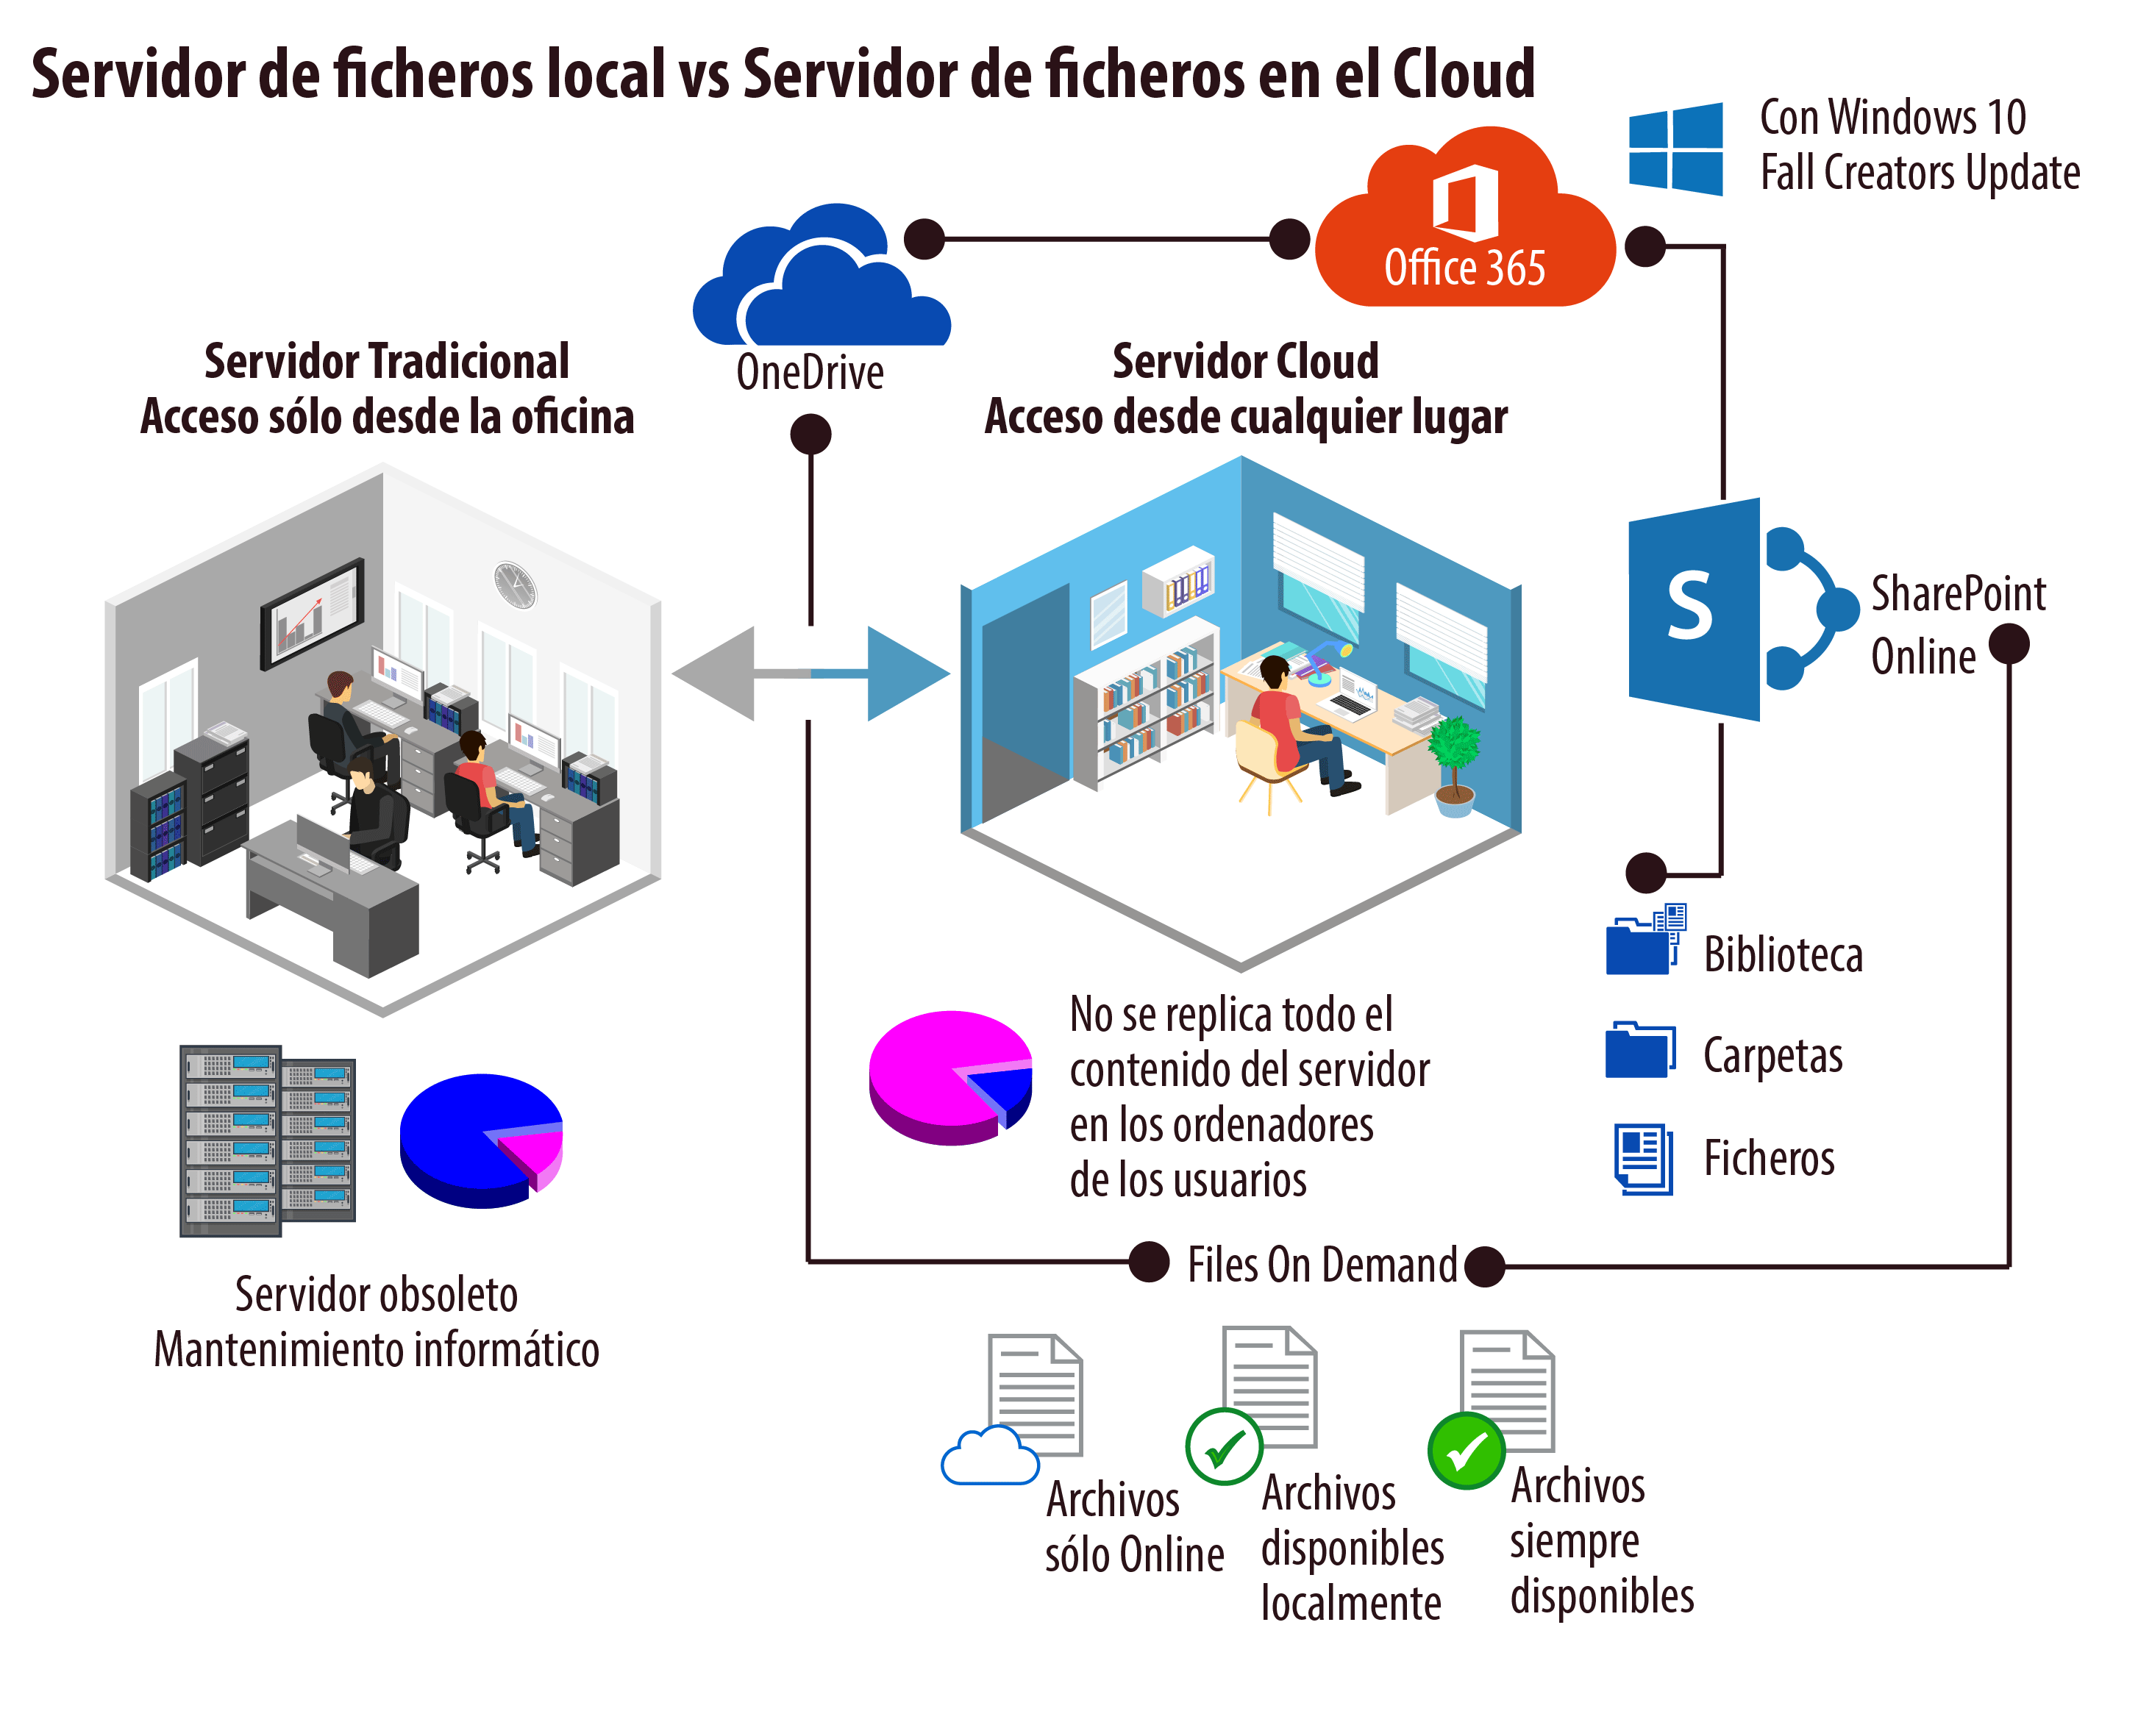 Servidor de ficheros local vs Servidor de ficheros en el Cloud
Con Windows 10
Fall Creators Update
Office 365
OneDrive
Servidor Tradicional
Acceso sólo desde la oficina
Servidor Cloud
Acceso desde cualquier lugar
S
SharePoint
Online
Biblioteca
Carpetas
Ficheros
No se replica todo el
contenido del servidor
en los ordenadores
de los usuarios
Servidor obsoleto
Mantenimiento informático
Files On Demand
Archivos
sólo Online
Archivos
disponibles
localmente
Archivos
siempre
disponibles